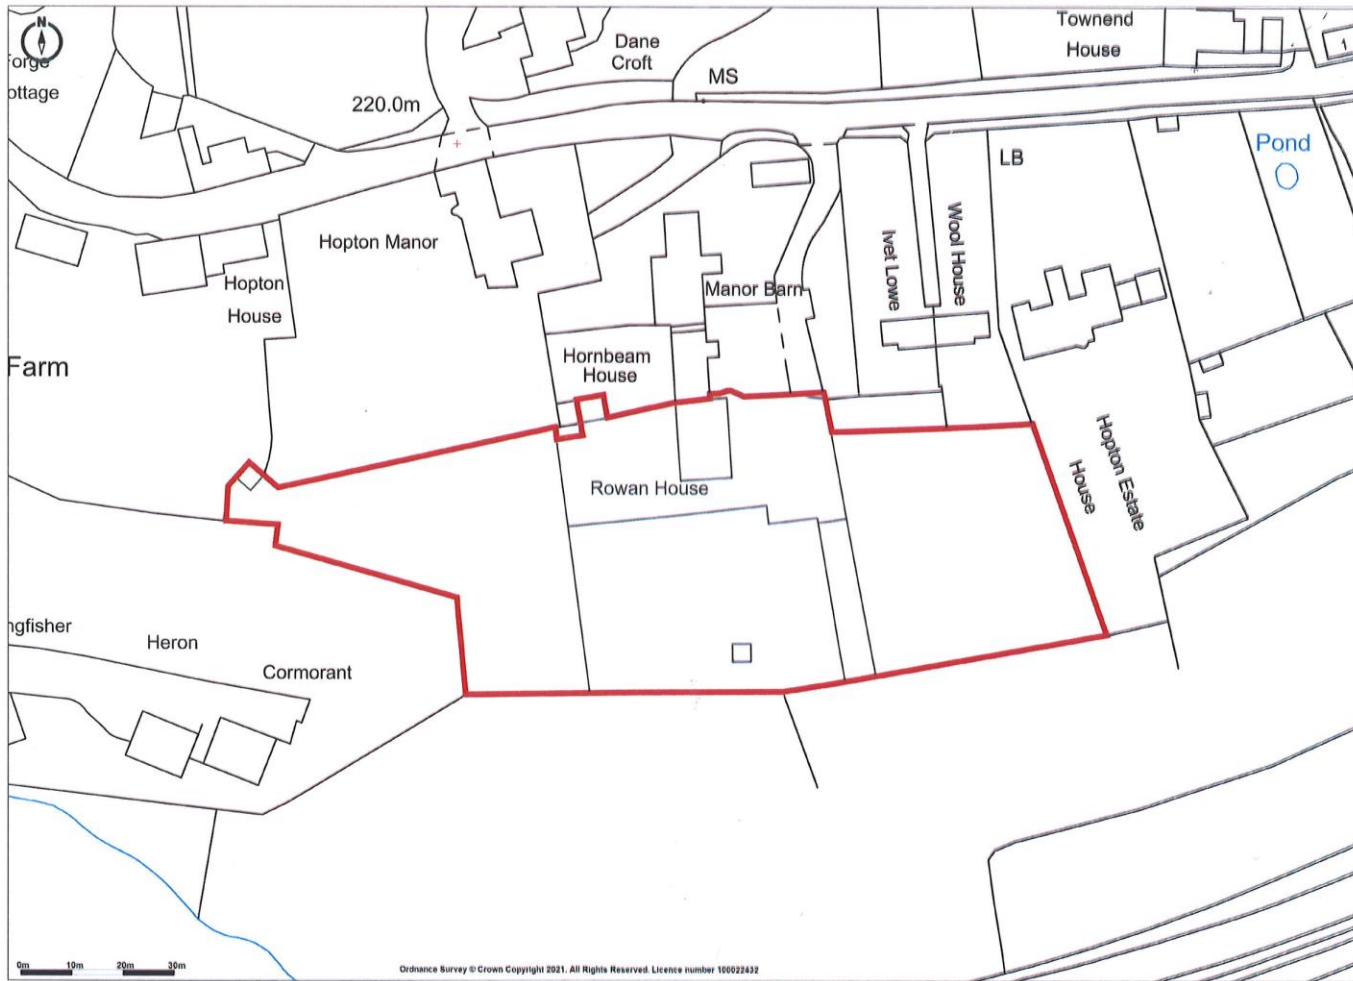 N
Forge
ottage
Dane
Croft
MS
Townend
House
1
220.0m
Pond
LB
Hopton Manor
Hopton
House
Manor Barn
Ivet Lowe
Wool House
Farm
Hornbeam
House
Hopton Estate
House
Rowan House
ngfisher
Heron
Cormorant
0m 10m 20m 30m
Ordnance Survey © Crown Copyright 2021. All Rights Reserved. Licence number 100022432